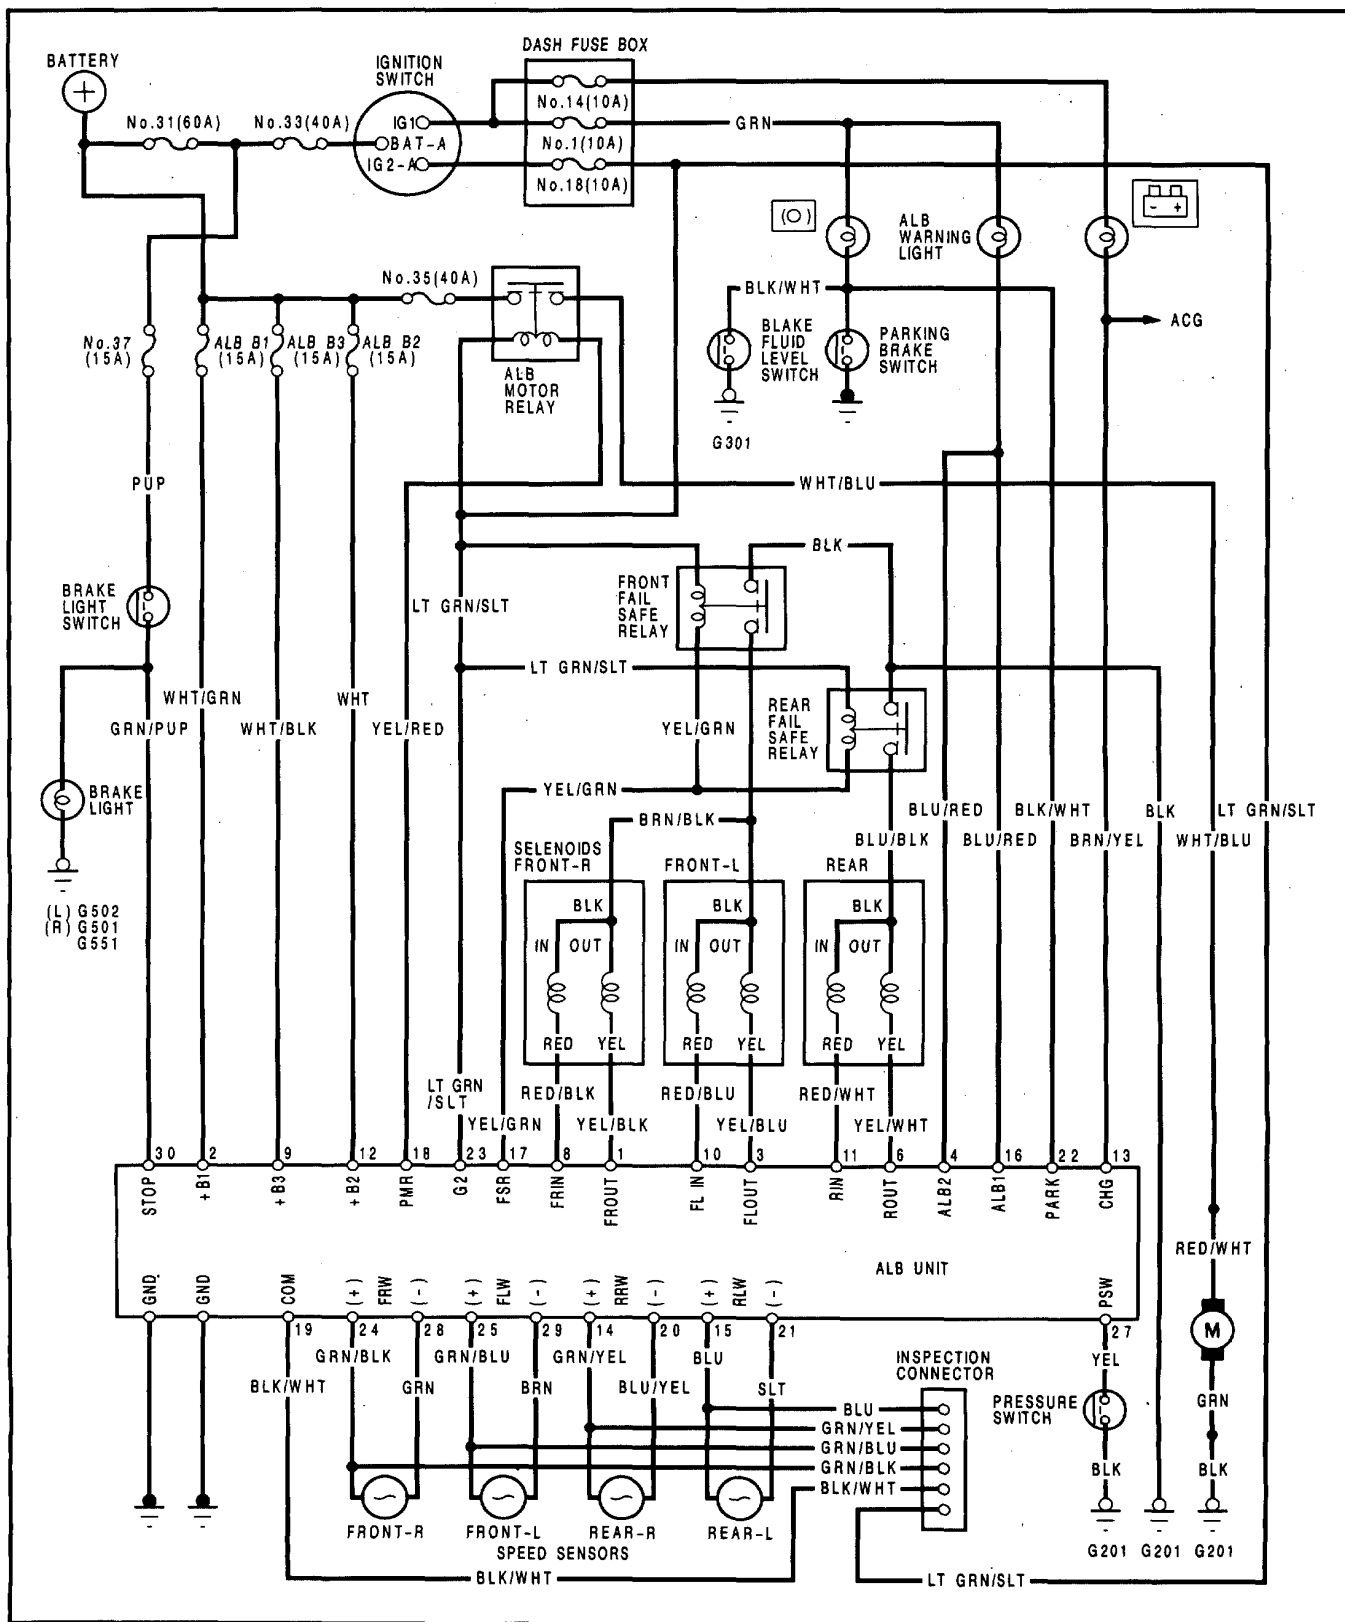 DASH FUSE BOX
BATTERY
IGNITION
SWITCH
No.14(10A)
No.31(60A)
No.33(40A)
IG1
BAT-A
IG2-A
GRN
No.1(10A)
No.18(10A)
(O)
ALB
WARNING
LIGHT
- +
No.35(40A)
BLK/WHT
ACG
No.37
(15A)
ALB B1
(15A)
ALB B3
(15A)
ALB B2
(15A)
ALB
MOTOR
RELAY
BLAKE
FLUID
LEVEL
SWITCH
PARKING
BRAKE
SWITCH
G301
PUP
WHT/BLU
BLK
BRAKE
LIGHT
SWITCH
LT GRN/SLT
FRONT
FAIL
SAFE
RELAY
LT GRN/SLT
WHT/GRN
WHT
GRN/PUP
WHT/BLK
YEL/RED
YEL/GRN
REAR
FAIL
SAFE
RELAY
BRAKE
LIGHT
YEL/GRN
BRN/BLK
BLU/RED
BLK/WHT
BLK
LT GRN/SLT
BLU/BLK
BLU/RED
BRN/YEL
WHT/BLU
SELENOIDS
FRONT-R
FRONT-L
REAR
(L) G502
(R) G501
G551
BLK
BLK
BLK
IN OUT
IN OUT
IN OUT
RED YEL
RED YEL
RED YEL
LT GRN
/SLT
RED/BLK
RED/BLU
RED/WHT
YEL/GRN
YEL/BLK
YEL/BLU
YEL/WHT
30 2 9 12 18 23 17 8 1 10 3 11 6 4 16 22 13
STOP
+B1
+B3
+B2
PMR
G2
FSR
FRIN
FROUT
FL IN
FLOUT
RIN
ROUT
ALB2
ALB1
PARK
CHG
RED/WHT
ALB UNIT
GND
GND
COM
(+) FRW (-)
(+) FLW (-)
(+) RRW (-)
(+) RLW (-)
PSW
19 24 28 25 29 14 20 15 21 27
M
GRN/BLK
GRN/BLU
GRN/YEL
BLU
YEL
INSPECTION
CONNECTOR
BLK/WHT
GRN
BRN
BLU/YEL
SLT
PRESSURE
SWITCH
GRN
BLU
GRN/YEL
GRN/BLU
GRN/BLK
BLK/WHT
BLK
BLK
FRONT-R
FRONT-L
REAR-R
REAR-L
SPEED SENSORS
G201 G201 G201
BLK/WHT
LT GRN/SLT